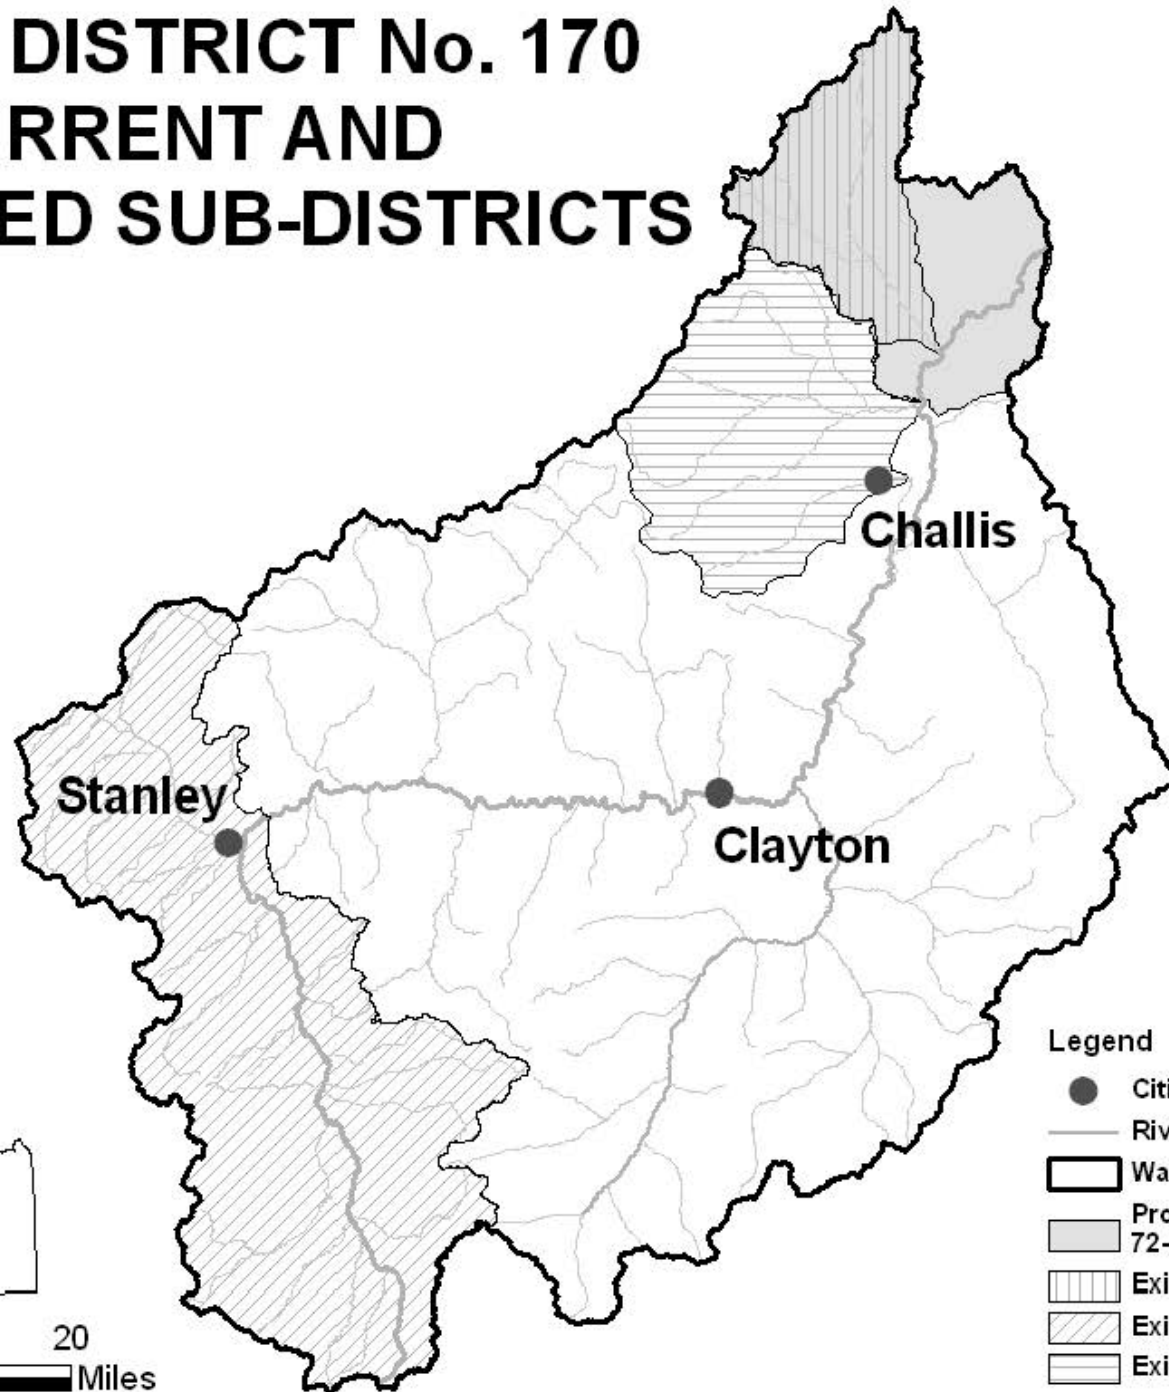 DISTRICT No. 170
RRENT AND
ED SUB-DISTRICTS
Challis
Stanley
Clayton
Legend
Citi
Riv
Wa
Pro
72-
Exi
Exi
Exi
20
Miles